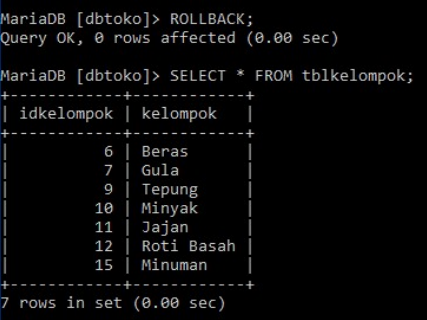 MariaDB [dbtoko]> ROLLBACK;
Query OK, 0 rows affected (0.00 sec)
MariaDB [dbtoko]> SELECT * FROM tblkelompok;
+------------+------------+
| idkelompok | kelompok   |
+------------+------------+
|          6 | Beras      |
|          7 | Gula       |
|          9 | Tepung     |
|         10 | Minyak     |
|         11 | Jajan      |
|         12 | Roti Basah |
|         15 | Minuman    |
+------------+------------+
7 rows in set (0.00 sec)